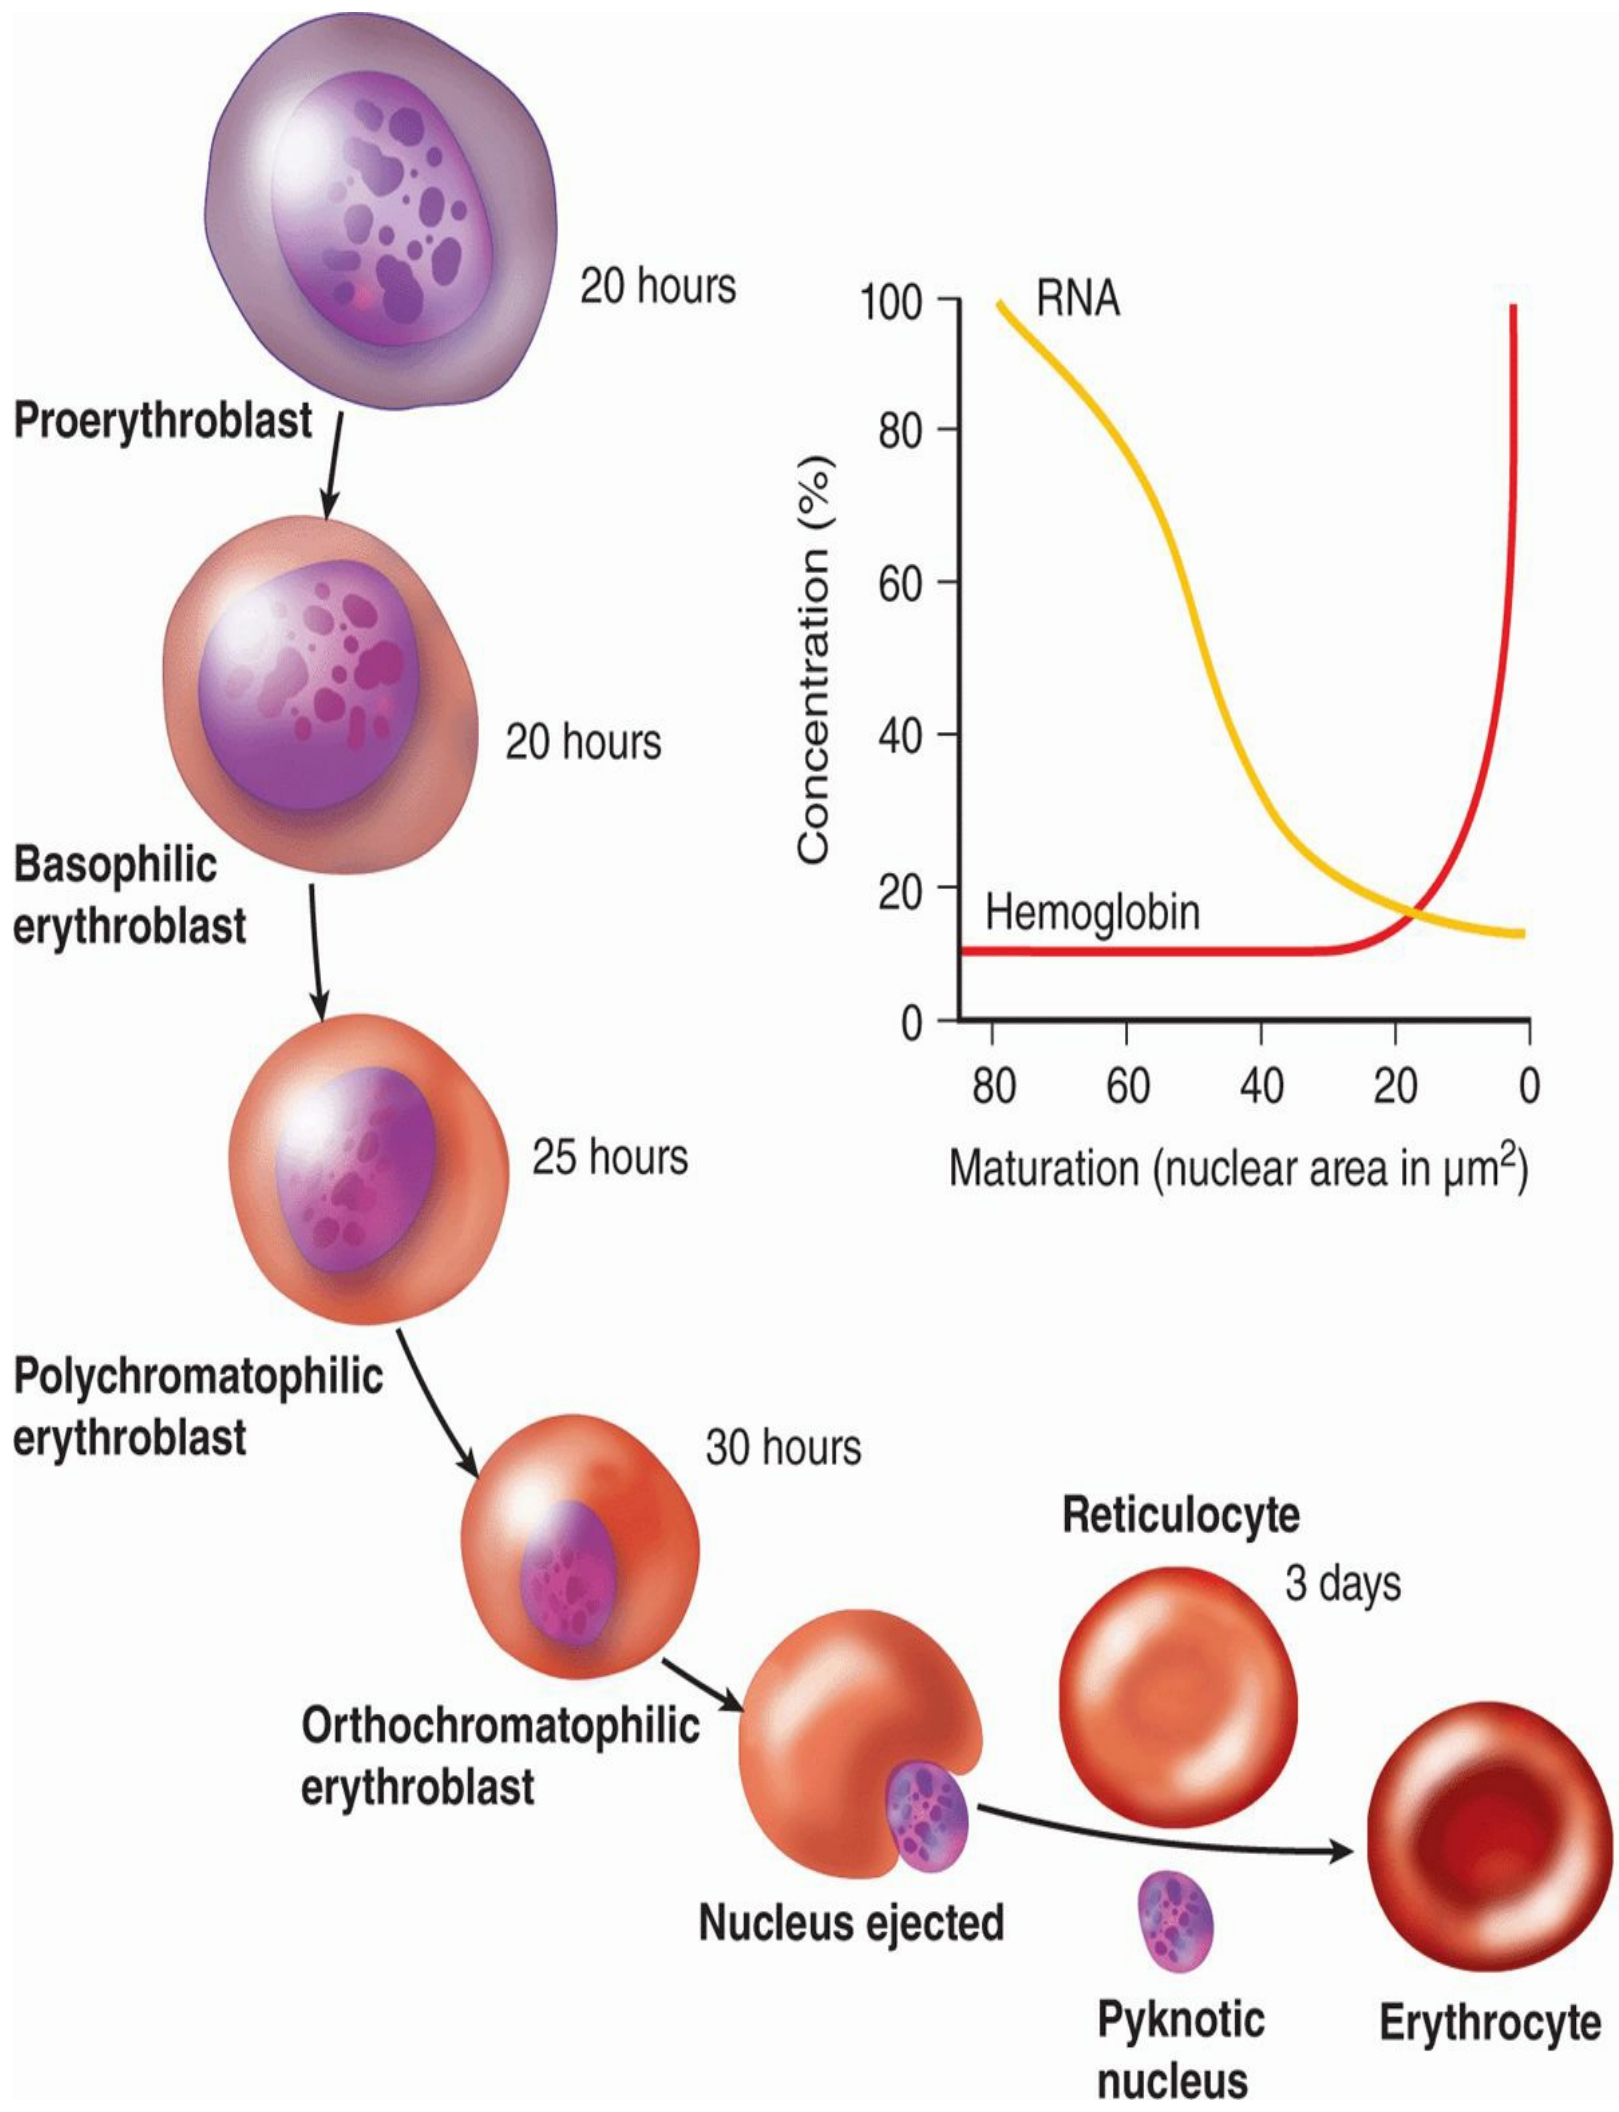 20 hours
Proerythroblast
20 hours
Basophilic
erythroblast
25 hours
Polychromatophilic
erythroblast
30 hours
Orthochromatophilic
erythroblast
Nucleus ejected
Reticulocyte
3 days
Pyknotic
nucleus
Erythrocyte
RNA
Hemoglobin
Concentration (%)
100
80
60
40
20
0
80 60 40 20 0
Maturation (nuclear area in µm²)